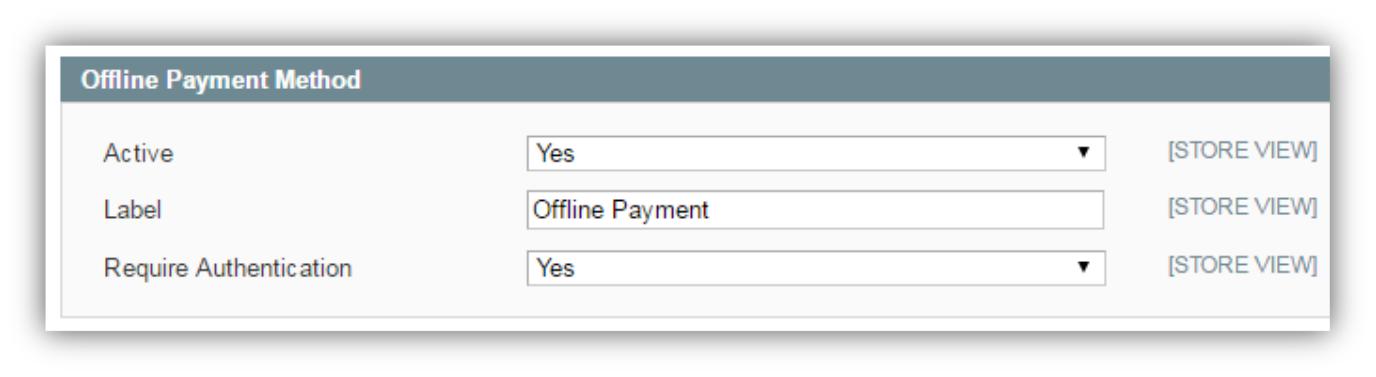 Offline Payment Method
Active Yes [STORE VIEW]
Label Offline Payment [STORE VIEW]
Require Authentication Yes [STORE VIEW]